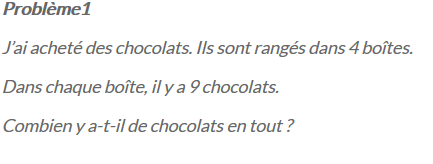 Problème1
J’ai acheté des chocolats. Ils sont rangés dans 4 boîtes.
Dans chaque boîte, il y a 9 chocolats.
Combien y a-t-il de chocolats en tout ?